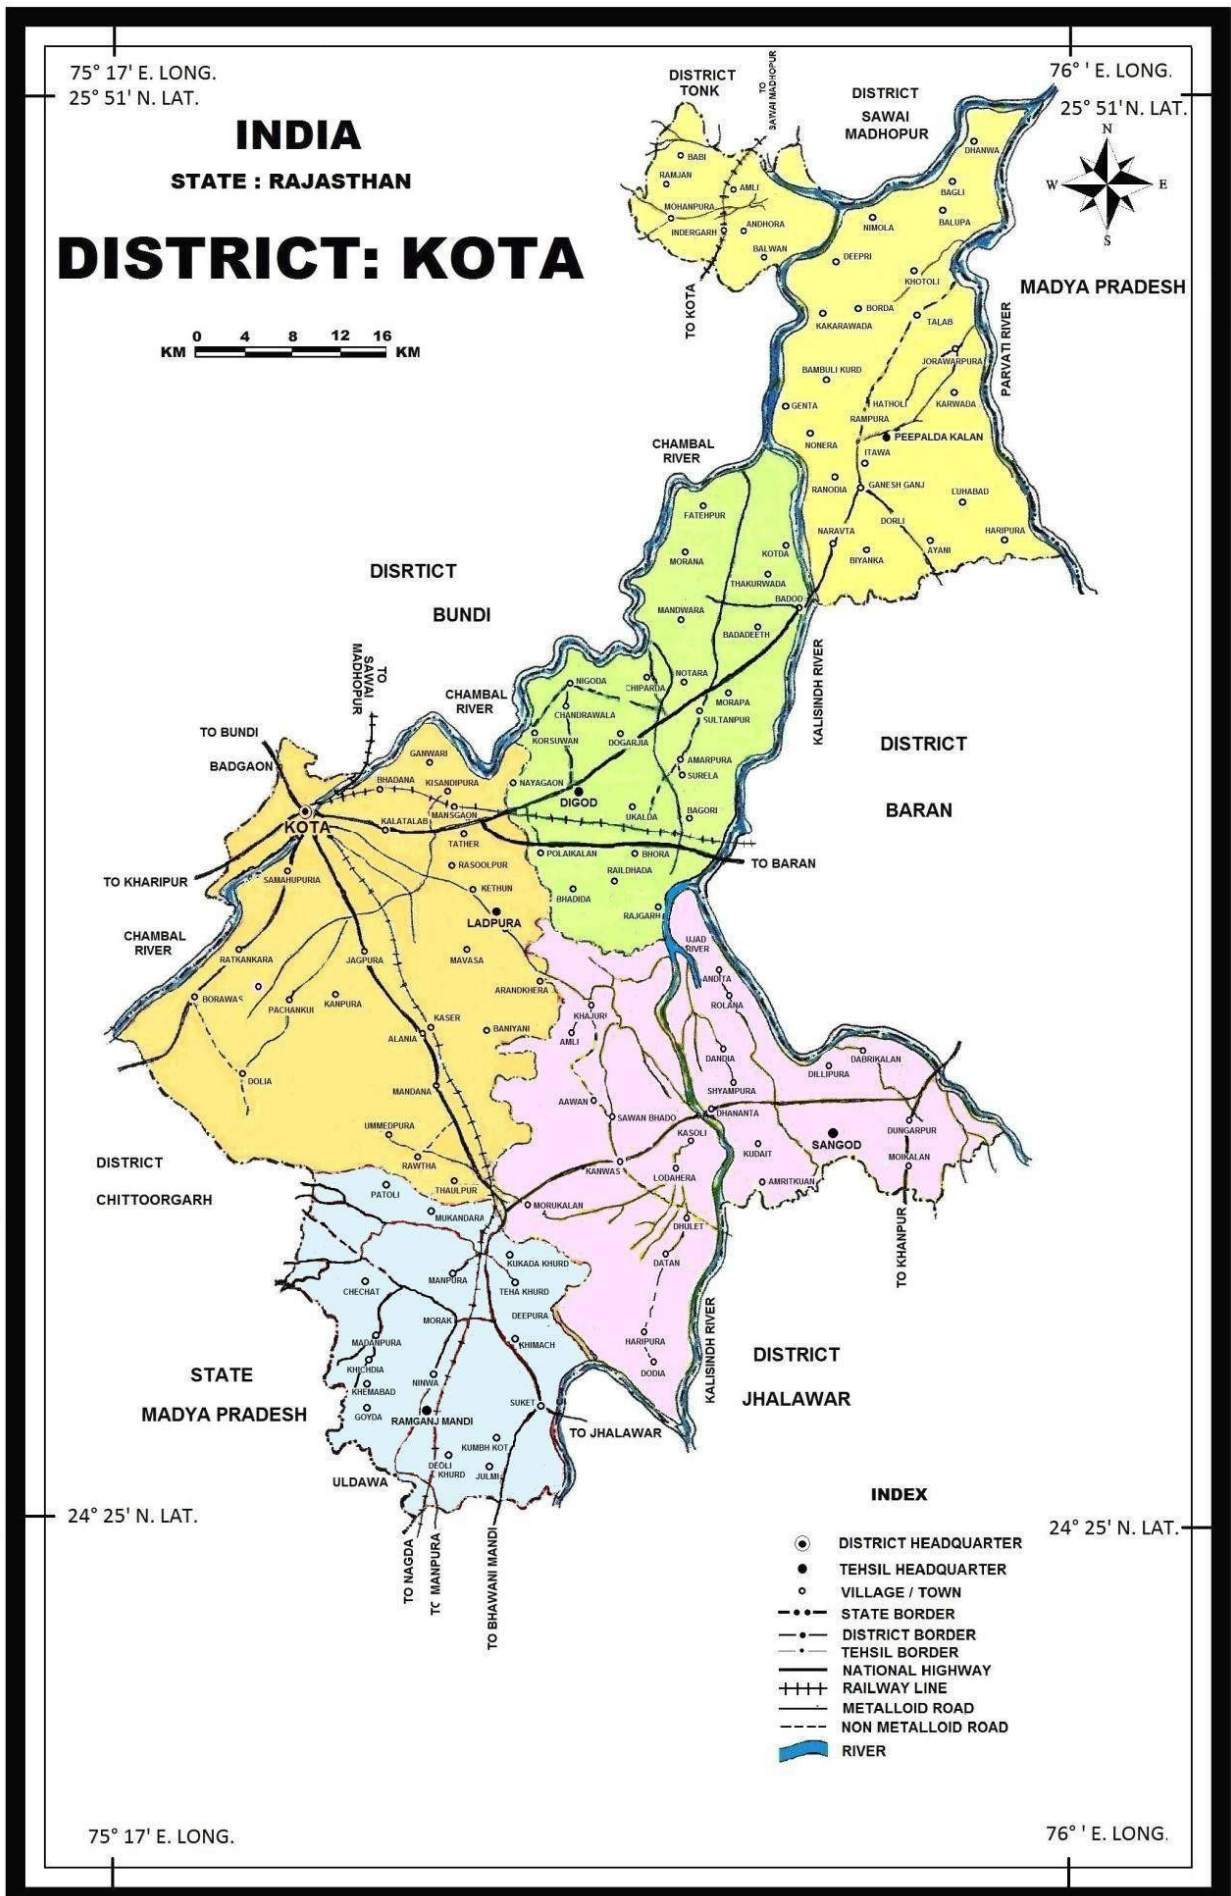 75° 17' E. LONG.
25° 51' N. LAT.
76° ' E. LONG.
25° 51' N. LAT.
INDIA
STATE : RAJASTHAN
DISTRICT: KOTA
0 4 8 12 16
KM KM
DISTRICT
TONK
TO
SAWAI MADHOPUR
DISTRICT
SAWAI
MADHOPUR
N
W E
S
DHANWA
BABI
RAMJAN
AMLI
BAGLI
MOHANPURA
BALUPA
INDERGARH
ANDHORA
NIMOLA
BALWAN
DEEPRI
KHOTOLI
MADYA PRADESH
TO KOTA
BORDA
KAKARAWADA
TALAB
PARVATI RIVER
JORAWARPURA
BAMBULI KURD
GENTA
HATHOLI
KARWADA
RAMPURA
PEEPALDA KALAN
NONERA
ITAWA
CHAMBAL
RIVER
RANODIA
GANESH GANJ
LUHABAD
FATEHPUR
DORLI
NARAVTA
HARIPURA
KOTDA
BIYANKA
AYANI
MORANA
THAKURWADA
DISRTICT
BUNDI
MANDWARA
BADOD
BADADEETH
KALISINDH RIVER
TO
SAWAI
MADHOPUR
NOTARA
NIGODA
CHIPARDA
MORAPA
CHAMBAL
RIVER
CHANDRAWALA
SULTANPUR
TO BUNDI
KORSUWAN
DOGARJIA
DISTRICT
BARAN
BADGAON
GANWARI
AMARPURA
SURELA
BHADANA
KISANDIPURA
NAYAGAON
DIGOD
MANSGAON
UKALDA
BAGORI
KOTA
KALATALAB
TATHER
POLAIKALAN
BHORA
TO BARAN
TO KHARIPUR
SAMAHUPURIA
RASOOLPUR
RAILDHADA
KETHUN
BHADIDA
RAJGARH
LADPURA
CHAMBAL
RIVER
UJAD
RIVER
RATKANKARA
JAGPURA
MAVASA
ANDITA
ARANDKHERA
BORAWAS
KANPURA
PACHANKUI
ROLANA
KHAJURI
KASER
BANIYANI
AMLI
ALANIA
DANDIA
DABRIKALAN
DILLIPURA
DOLIA
MANDANA
SHYAMPURA
AAWAN
SAWAN BHADO
DHANANTA
UMMEDPURA
KASOLI
DUNGARPUR
SANGOD
KUDAIT
MOIKALAN
DISTRICT
CHITTOORGARH
RAWTHA
KANWAS
LODAHERA
THAULPUR
AMRITKUAN
PATOLI
MORUKALAN
MUKANDARA
DHULET
TO KHANPUR
KUKADA KHURD
DATAN
MANPURA
CHECHAT
TEHA KHURD
MORAK
DEEPURA
KALISINDH RIVER
MADANPURA
KHIMACH
HARIPURA
DISTRICT
JHALAWAR
KHICHDIA
DODIA
STATE
MADYA PRADESH
KHEMABAD
NINWA
GOYDA
RAMGANJ MANDI
SUKET
TO JHALAWAR
KUMBH KOT
DEOLI
KHURD
JULMI
ULDAWA
24° 25' N. LAT.
24° 25' N. LAT.
TO NAGDA
TO MANPURA
TO BHAWANI MANDI
INDEX
DISTRICT HEADQUARTER
TEHSIL HEADQUARTER
VILLAGE / TOWN
STATE BORDER
DISTRICT BORDER
TEHSIL BORDER
NATIONAL HIGHWAY
RAILWAY LINE
METALLOID ROAD
NON METALLOID ROAD
RIVER
75° 17' E. LONG.
76° ' E. LONG.